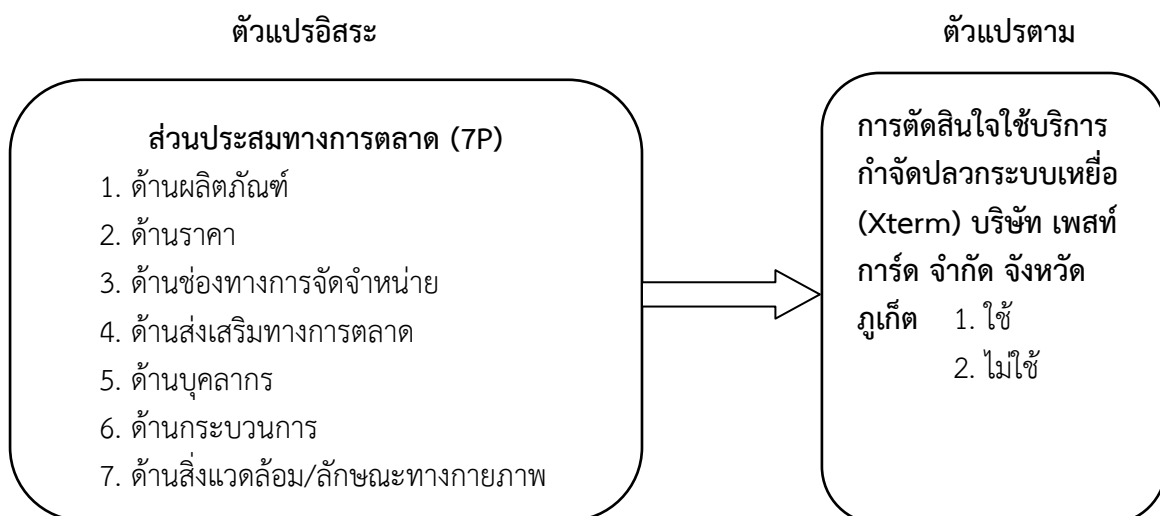 ตัวแปรอิสระ
ตัวแปรตาม
ส่วนประสมทางการตลาด (7P)
1. ด้านผลิตภัณฑ์
2. ด้านราคา
3. ด้านช่องทางการจัดจำหน่าย
4. ด้านส่งเสริมทางการตลาด
5. ด้านบุคลากร
6. ด้านกระบวนการ
7. ด้านสิ่งแวดล้อม/ลักษณะทางกายภาพ
การตัดสินใจใช้บริการ
กำจัดปลวกระบบเหยื่อ
(Xterm) บริษัท เพสท์
การ์ด จำกัด จังหวัด
ภูเก็ต 1. ใช้
2. ไม่ใช้